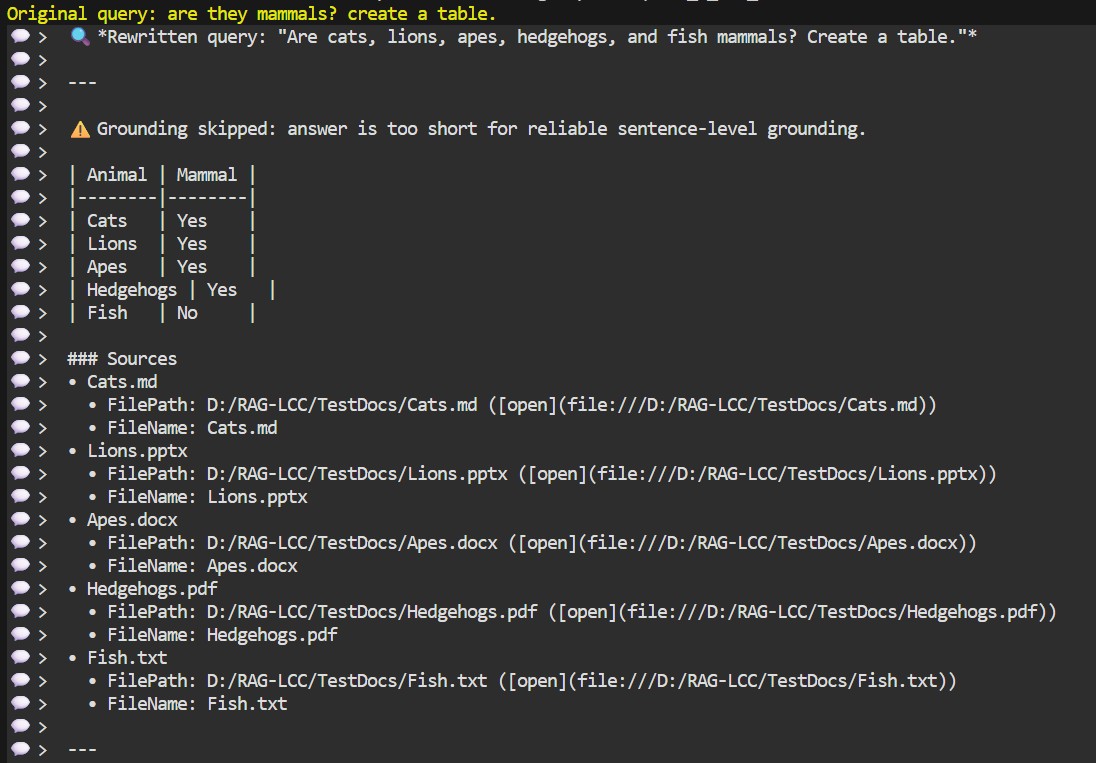 Original query: are they mammals? create a table.
💬 > 🔍 *Rewritten query: "Are cats, lions, apes, hedgehogs, and fish mammals? Create a table."*
💬 >
💬 > ---
💬 >
💬 > ⚠️ Grounding skipped: answer is too short for reliable sentence-level grounding.
💬 >
💬 > | Animal | Mammal |
💬 > |--------|--------|
💬 > | Cats   | Yes    |
💬 > | Lions  | Yes    |
💬 > | Apes   | Yes    |
💬 > | Hedgehogs | Yes   |
💬 > | Fish   | No     |
💬 >
💬 > ### Sources
💬 > • Cats.md
💬 >   • FilePath: D:/RAG-LCC/TestDocs/Cats.md ([open](file:///D:/RAG-LCC/TestDocs/Cats.md))
💬 >   • FileName: Cats.md
💬 > • Lions.pptx
💬 >   • FilePath: D:/RAG-LCC/TestDocs/Lions.pptx ([open](file:///D:/RAG-LCC/TestDocs/Lions.pptx))
💬 >   • FileName: Lions.pptx
💬 > • Apes.docx
💬 >   • FilePath: D:/RAG-LCC/TestDocs/Apes.docx ([open](file:///D:/RAG-LCC/TestDocs/Apes.docx))
💬 >   • FileName: Apes.docx
💬 > • Hedgehogs.pdf
💬 >   • FilePath: D:/RAG-LCC/TestDocs/Hedgehogs.pdf ([open](file:///D:/RAG-LCC/TestDocs/Hedgehogs.pdf))
💬 >   • FileName: Hedgehogs.pdf
💬 > • Fish.txt
💬 >   • FilePath: D:/RAG-LCC/TestDocs/Fish.txt ([open](file:///D:/RAG-LCC/TestDocs/Fish.txt))
💬 >   • FileName: Fish.txt
💬 >
💬 > ---